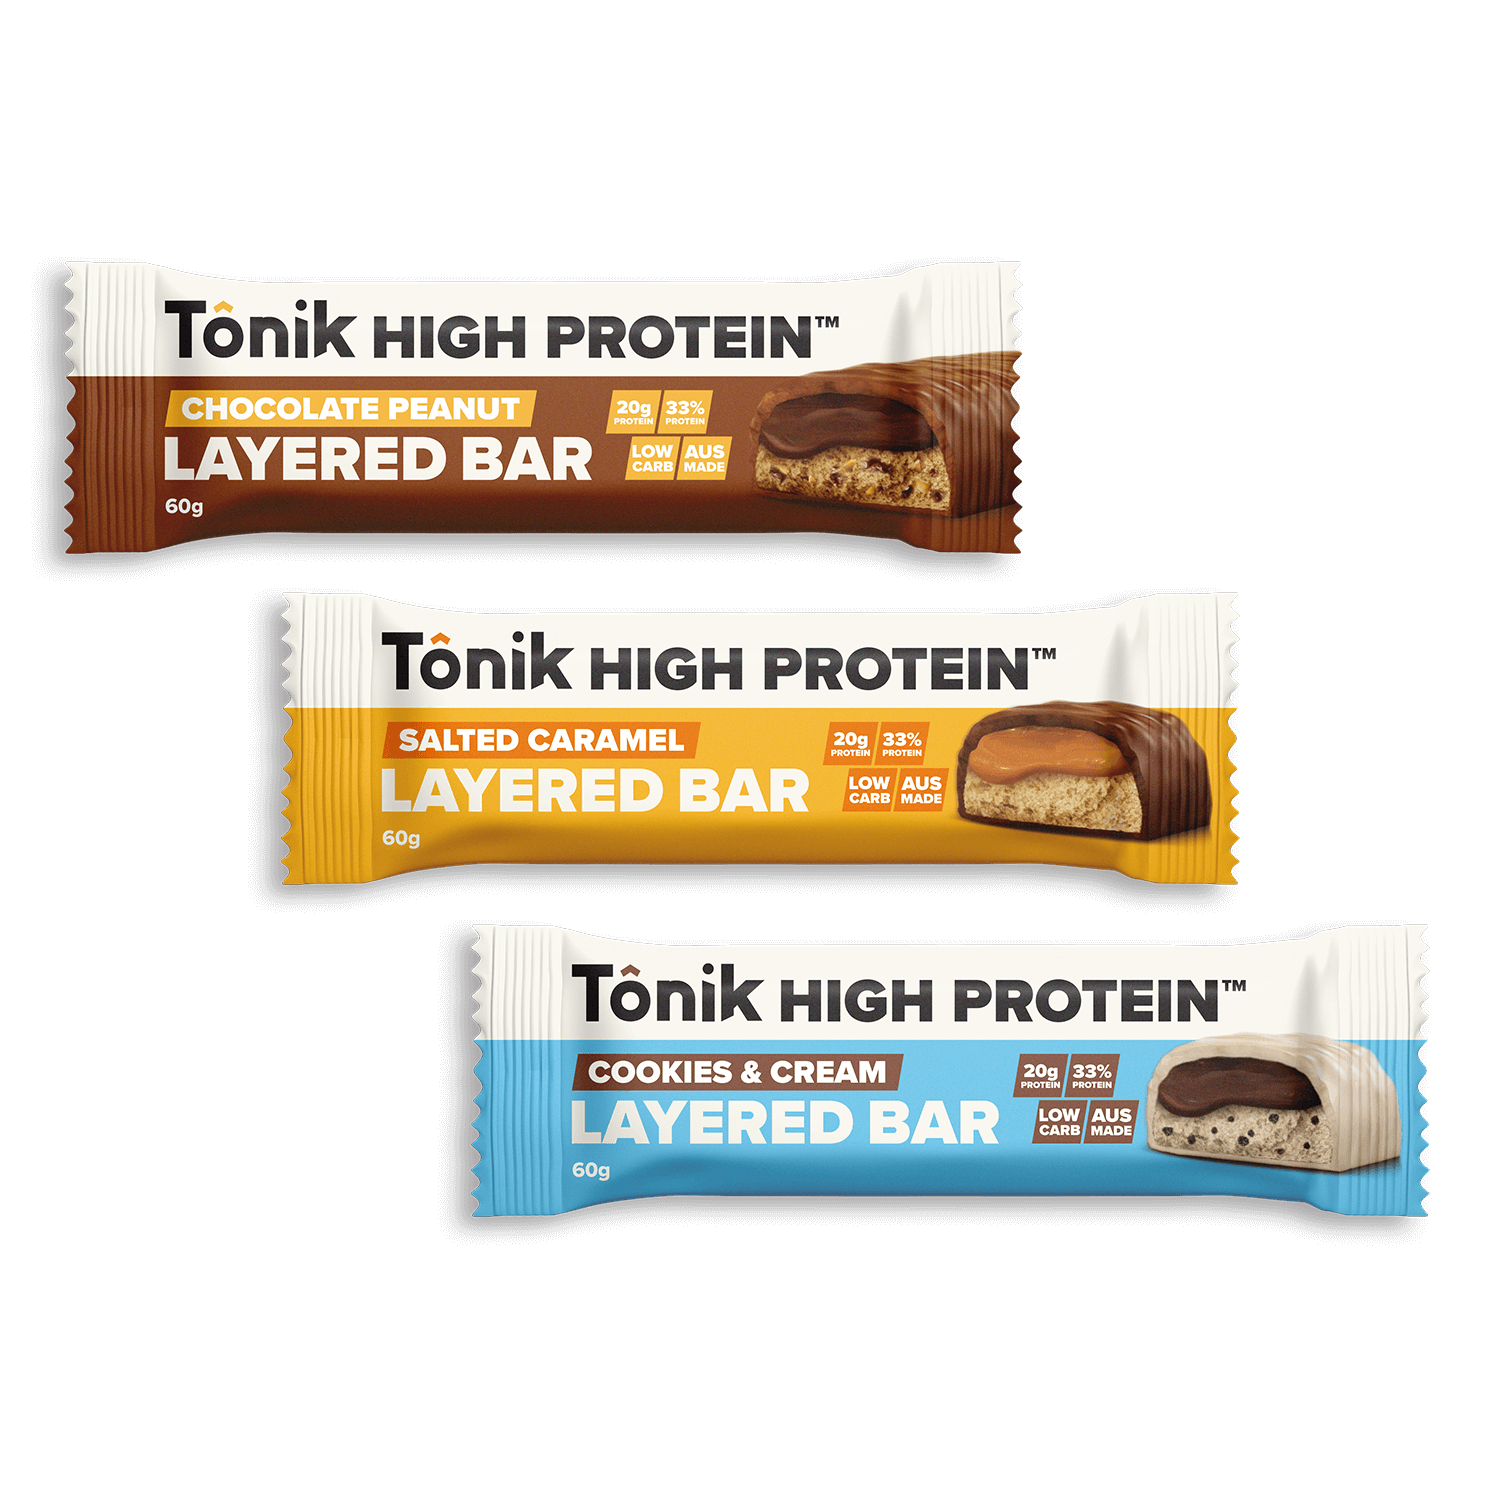 Tônik HIGH PROTEIN™
CHOCOLATE PEANUT
LAYERED BAR
60g
20g PROTEIN
33% PROTEIN
LOW CARB
AUS MADE
Tônik HIGH PROTEIN™
SALTED CARAMEL
LAYERED BAR
60g
20g PROTEIN
33% PROTEIN
LOW CARB
AUS MADE
Tônik HIGH PROTEIN™
COOKIES & CREAM
LAYERED BAR
60g
20g PROTEIN
33% PROTEIN
LOW CARB
AUS MADE